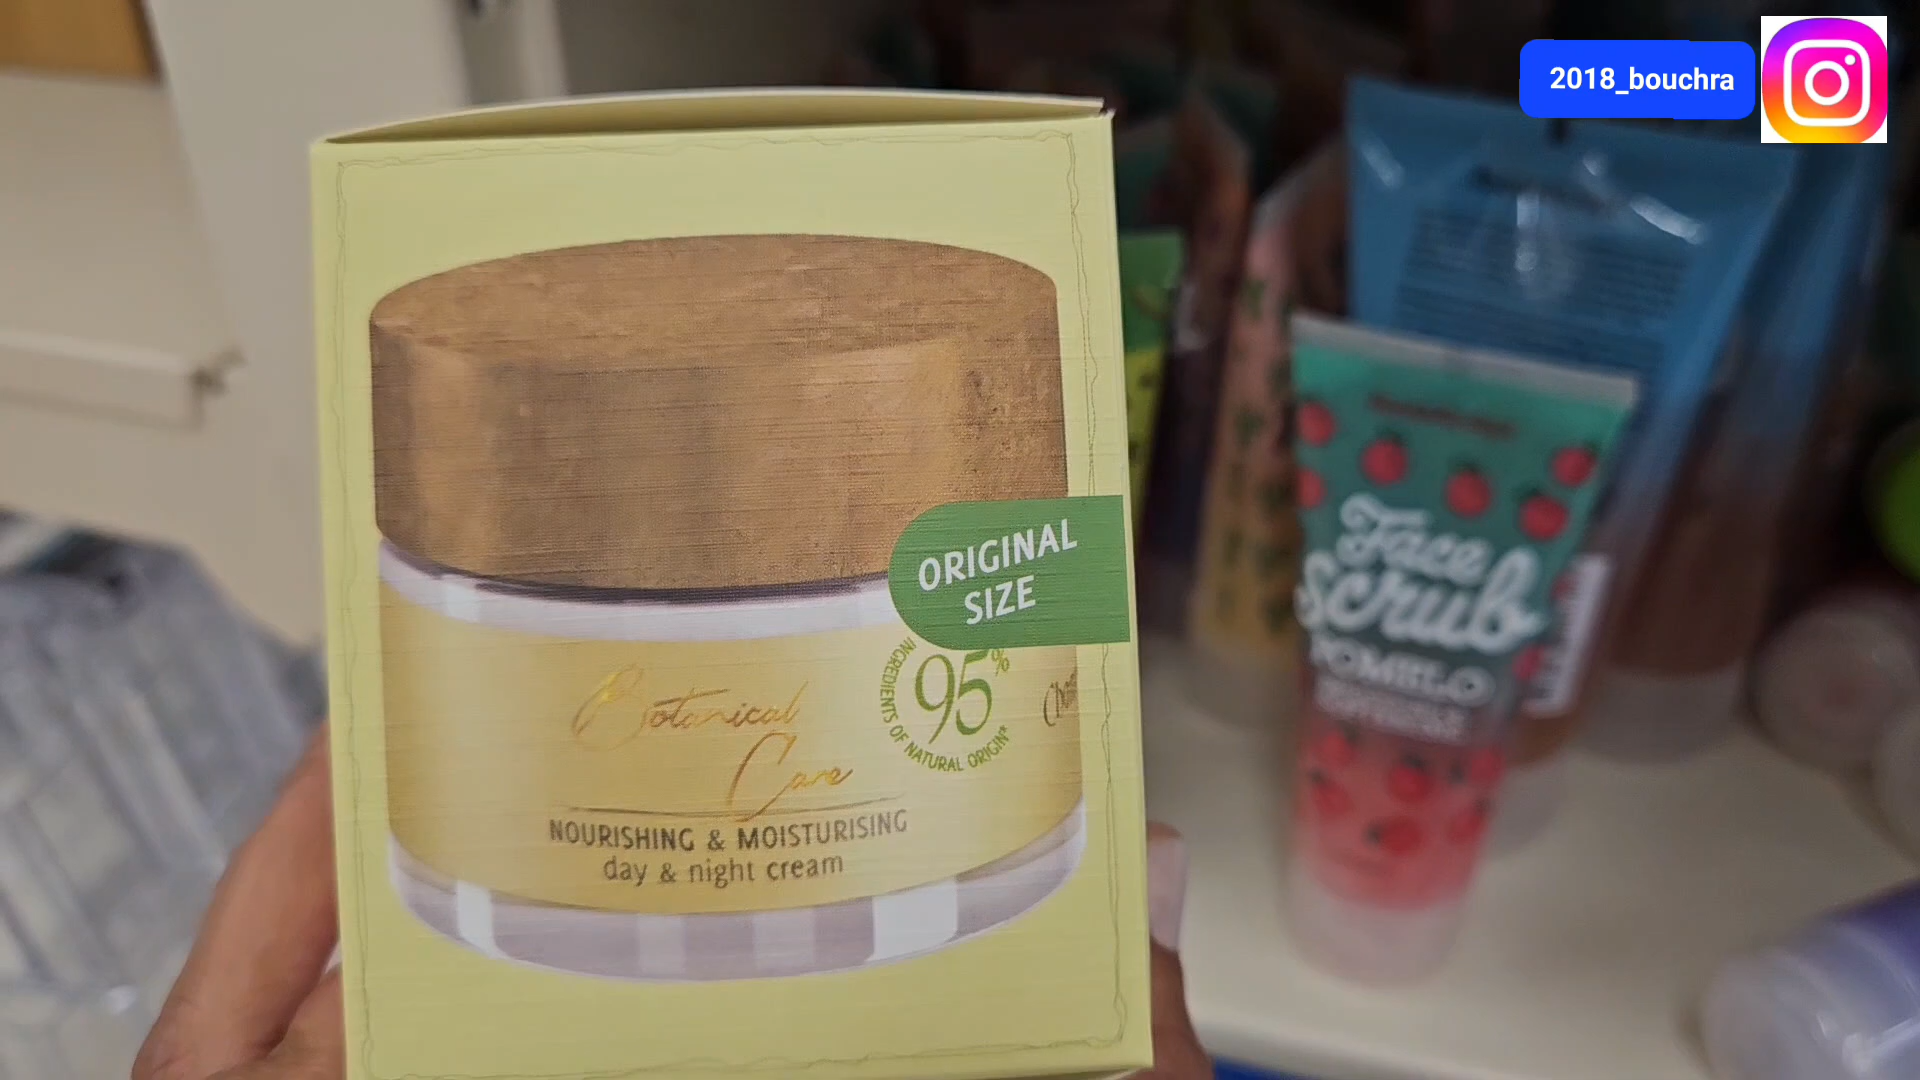 2018_bouchra
ORIGINAL
SIZE
95%
INGREDIENTS OF NATURAL ORIGIN*
Botanical
Care
NOURISHING & MOISTURISING
day & night cream
Face
Scrub
POMELO